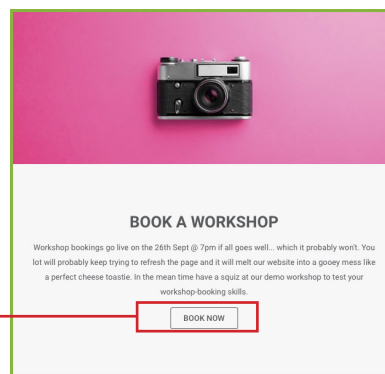 BOOK A WORKSHOP
Workshop bookings go live on the 26th Sept @ 7pm if all goes well... which it probably won't. You
lot will probably keep trying to refresh the page and it will melt our website into a gooey mess like
a perfect cheese toastie. In the mean time have a squiz at our demo workshop to test your
workshop-booking skills.
BOOK NOW